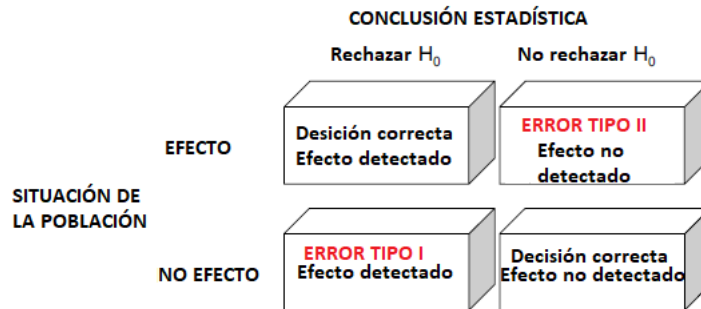 CONCLUSIÓN ESTADÍSTICA
Rechazar H₀
No rechazar H₀
EFECTO
Desición correcta
Efecto detectado
ERROR TIPO II
Efecto no
detectado
SITUACIÓN DE
LA POBLACIÓN
NO EFECTO
ERROR TIPO I
Efecto detectado
Decisión correcta
Efecto no detectado